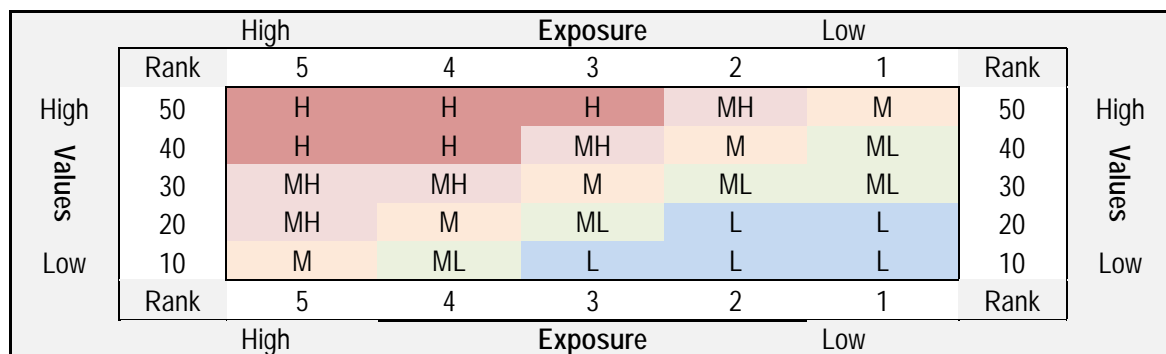 High Exposure Low
Rank 5 4 3 2 1 Rank
High 50 H H H MH M 50 High
40 H H MH M ML 40
Values 30 MH MH M ML ML 30 Values
20 MH M ML L L 20
Low 10 M ML L L L 10 Low
Rank 5 4 3 2 1 Rank
High Exposure Low